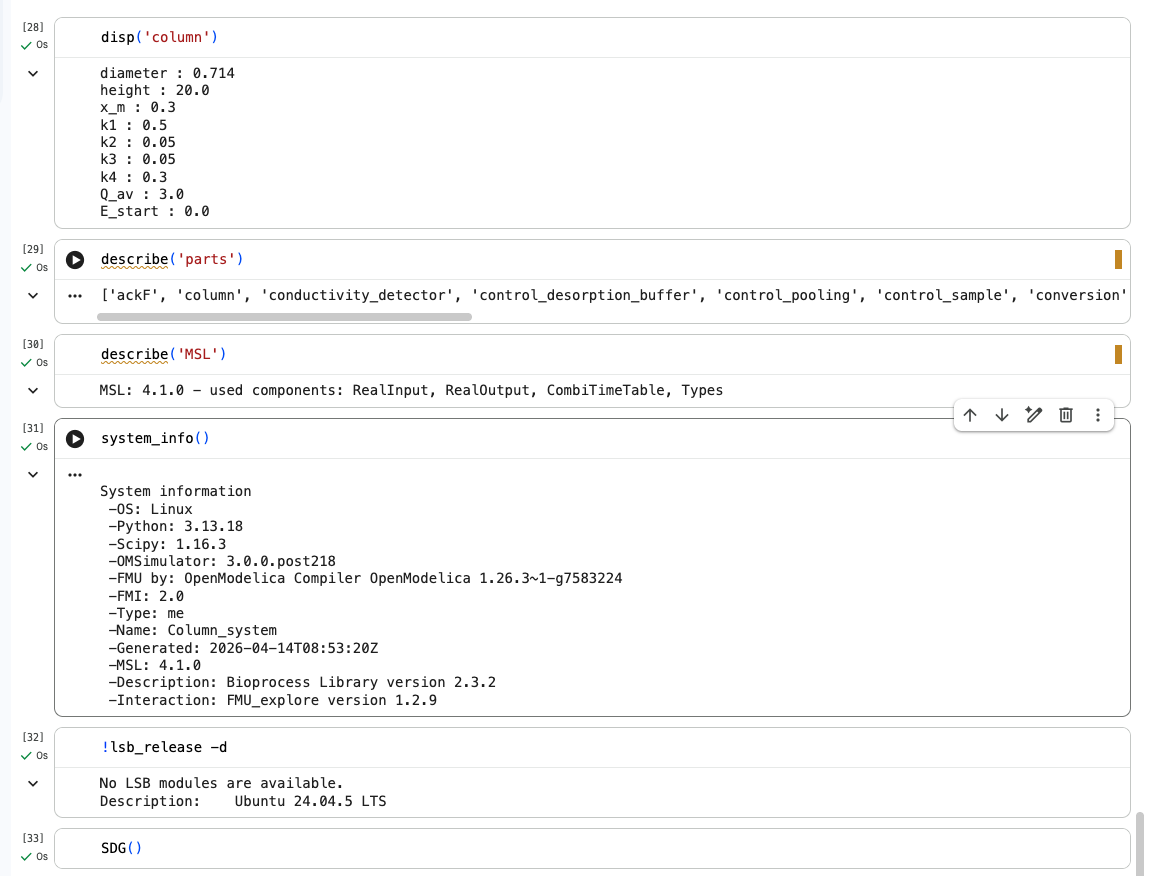 [28]
disp('column')
0s
diameter : 0.714
height : 20.0
x_m : 0.3
k1 : 0.5
k2 : 0.05
k3 : 0.05
k4 : 0.3
Q_av : 3.0
E_start : 0.0
[29]
describe('parts')
0s
['ackF', 'column', 'conductivity_detector', 'control_desorption_buffer', 'control_pooling', 'control_sample', 'conversion'
[30]
describe('MSL')
0s
MSL: 4.1.0 – used components: RealInput, RealOutput, CombiTimeTable, Types
[31]
system_info()
0s
System information
–OS: Linux
–Python: 3.13.18
–Scipy: 1.16.3
–OMSimulator: 3.0.0.post218
–FMU by: OpenModelica Compiler OpenModelica 1.26.3~1-g7583224
–FMI: 2.0
–Type: me
–Name: Column_system
–Generated: 2026-04-14T08:53:20Z
–MSL: 4.1.0
–Description: Bioprocess Library version 2.3.2
–Interaction: FMU_explore version 1.2.9
[32]
!lsb_release –d
0s
No LSB modules are available.
Description:    Ubuntu 24.04.5 LTS
[33]
SDG()
0s